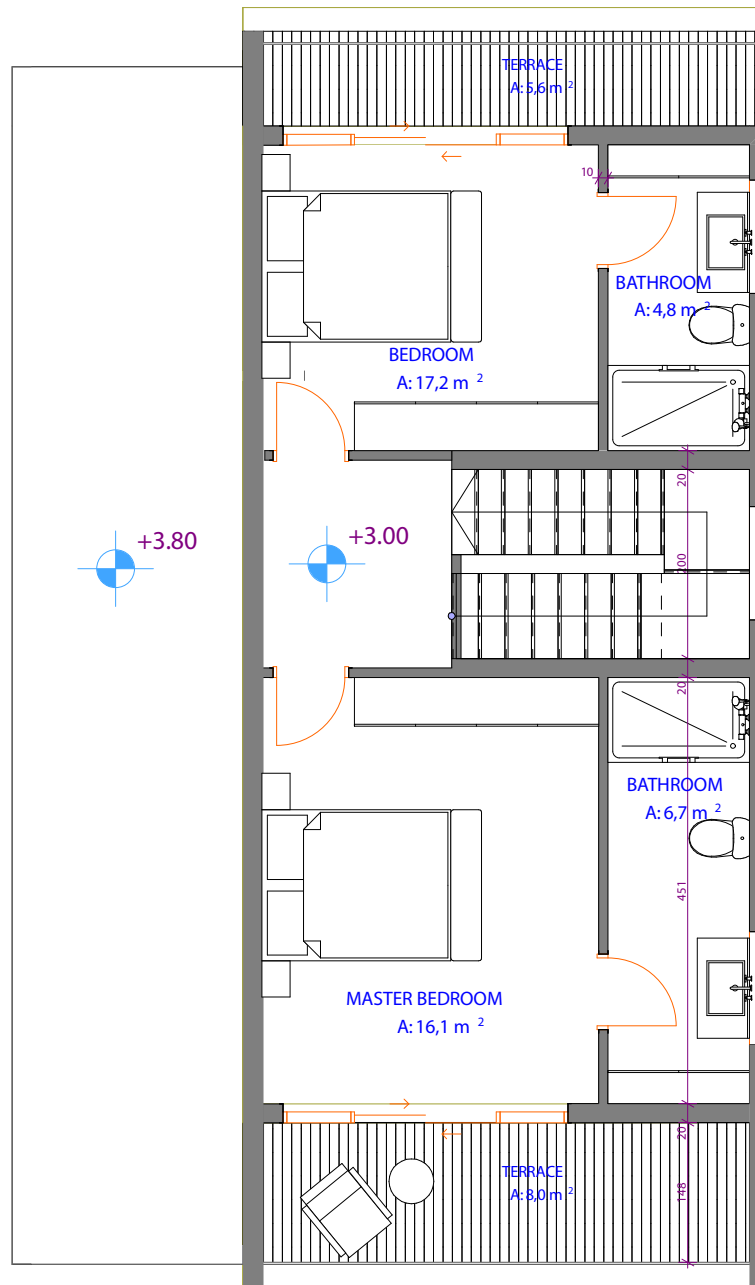 TERRACE
A: 5,6 m 2
10
BATHROOM
A: 4,8 m 2
BEDROOM
A: 17,2 m 2
20
+3.80
+3.00
200
20
BATHROOM
A: 6,7 m 2
451
MASTER BEDROOM
A: 16,1 m 2
20
TERRACE
A: 8,0 m 2
148